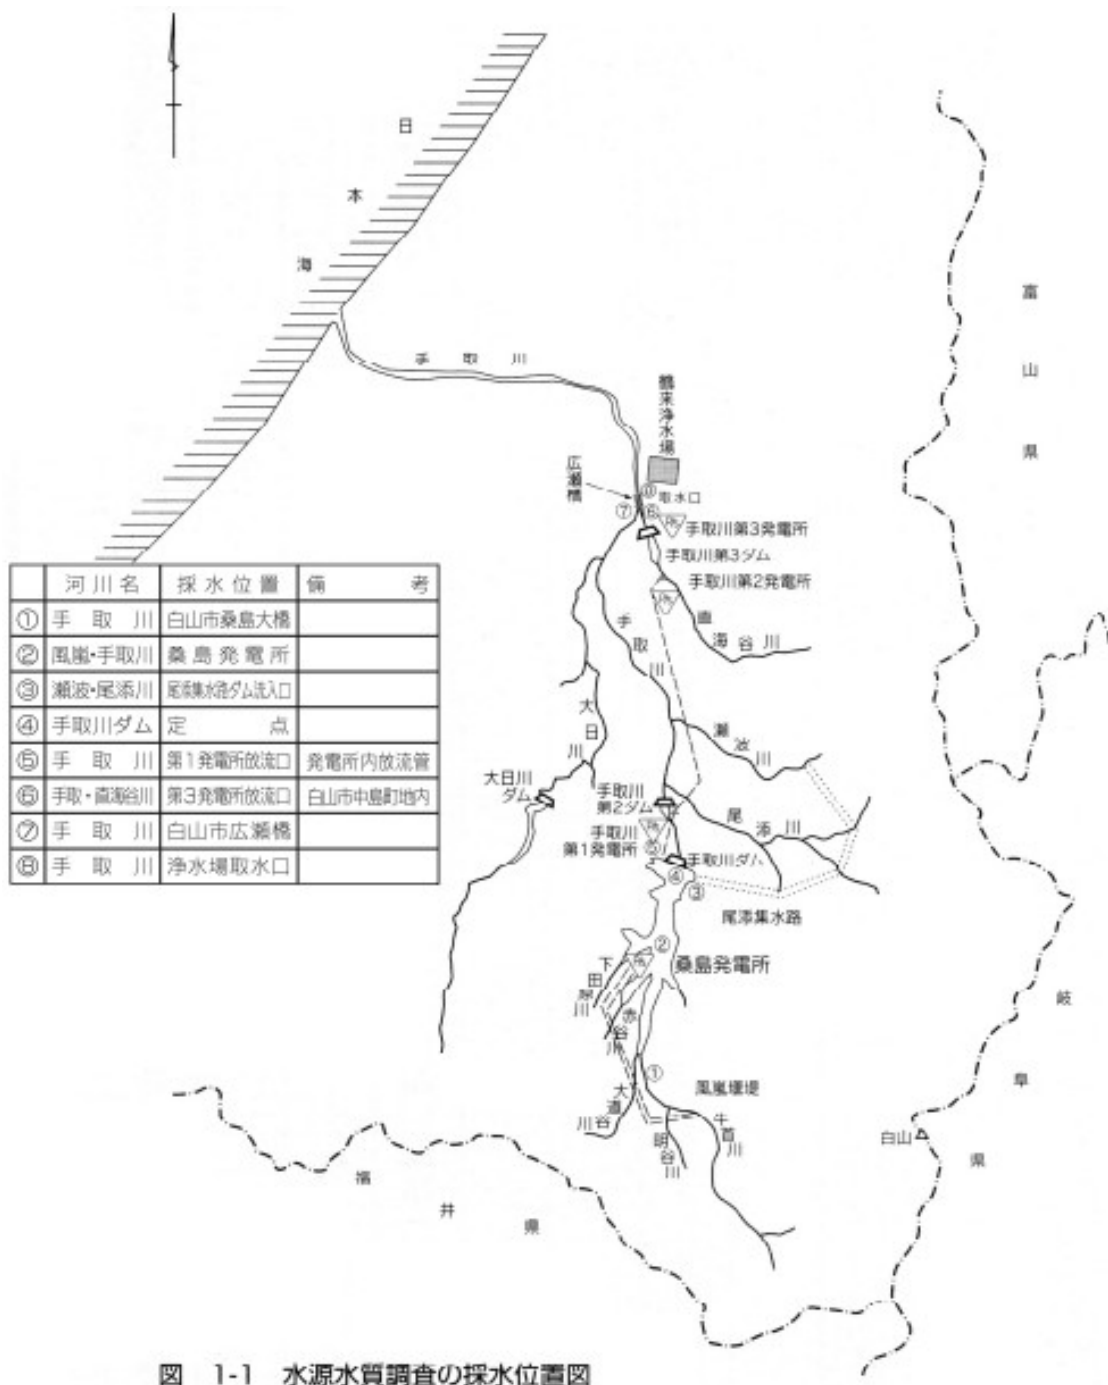 日本海
手取川
富山県
鶴来浄水場
広瀬橋
⑧
取水口
⑦
⑥
手取川第3発電所
手取川第3ダム
手取川第2発電所
直海谷川
手取川
大日川
瀬波川
大日川
ダム
手取川
第2ダム
尾添川
手取川
第1発電所
⑤
手取川ダム
④
③
尾添集水路
②
桑島発電所
下田原川
赤谷川
①
風嵐堰堤
大道谷川
明谷川
牛首川
白山
岐阜県
福井県
河川名 採水位置 備考
① 手取川 白山市桑島大橋
② 風嵐・手取川 桑島発電所
③ 瀬波・尾添川 尾添集水路ダム流入口
④ 手取川ダム 定点
⑤ 手取川 第1発電所放流口 発電所内放流管
⑥ 手取・直海谷川 第3発電所放流口 白山市中島町地内
⑦ 手取川 白山市広瀬橋
⑧ 手取川 浄水場取水口
図 1-1 水源水質調査の採水位置図